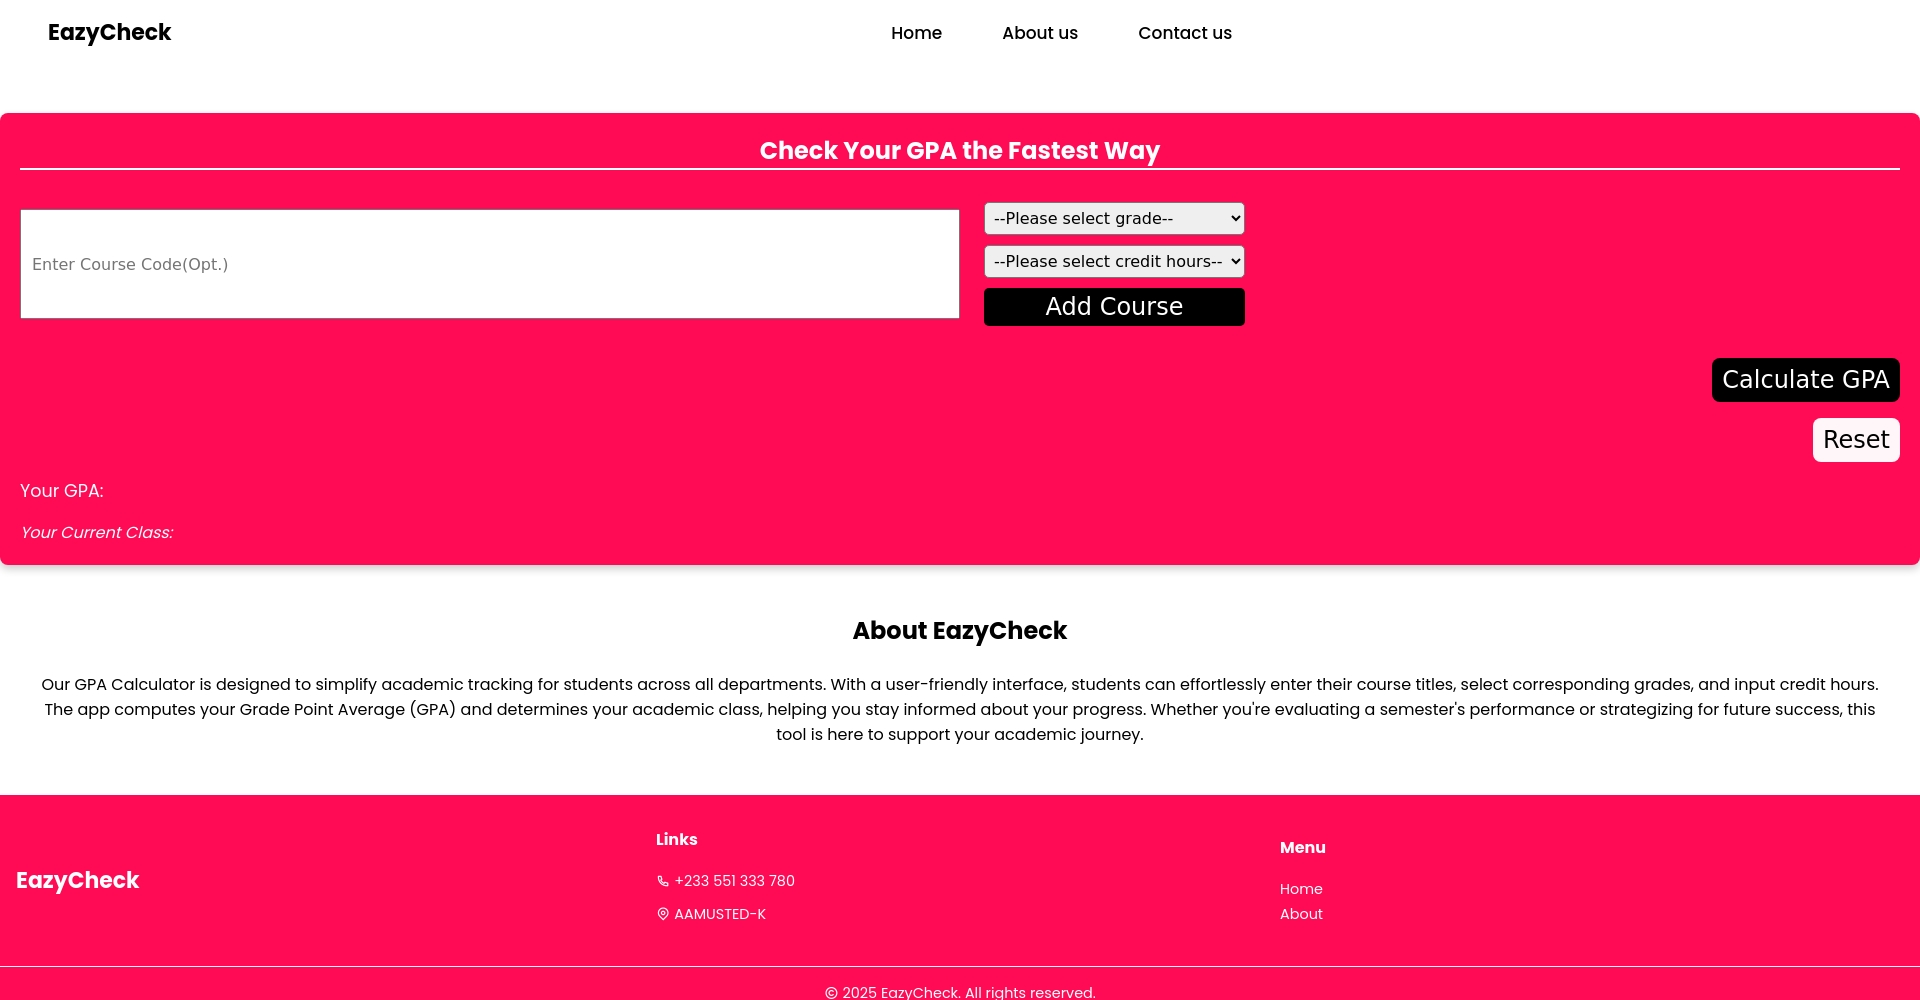 EazyCheck
Home
About us
Contact us
Check Your GPA the Fastest Way
Enter Course Code(Opt.)
--Please select grade--
--Please select credit hours--
Add Course
Calculate GPA
Reset
Your GPA:
Your Current Class:
About EazyCheck
Our GPA Calculator is designed to simplify academic tracking for students across all departments. With a user-friendly interface, students can effortlessly enter their course titles, select corresponding grades, and input credit hours.
The app computes your Grade Point Average (GPA) and determines your academic class, helping you stay informed about your progress. Whether you're evaluating a semester's performance or strategizing for future success, this
tool is here to support your academic journey.
EazyCheck
Links
+233 551 333 780
AAMUSTED-K
Menu
Home
About
© 2025 EazyCheck. All rights reserved.